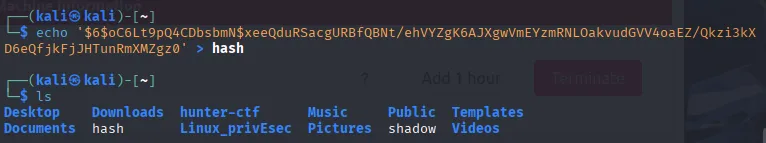 ┌──(kali㉿kali)-[~]
└─$ echo '$6$oC6Lt9pQ4CDbsbmN$xeeQduRSacgURBfQBNt/ehVYZgK6AJXgwVmEYzmRNLOakvudGVV4oaEZ/Qkzi3kX
D6eQfjkFjJHTunRmXMZgz0' > hash
┌──(kali㉿kali)-[~]
└─$ ls
? Add 1 hour Terminate
Desktop Downloads hunter-ctf Music Public Templates
Documents hash Linux_privEsec Pictures shadow Videos